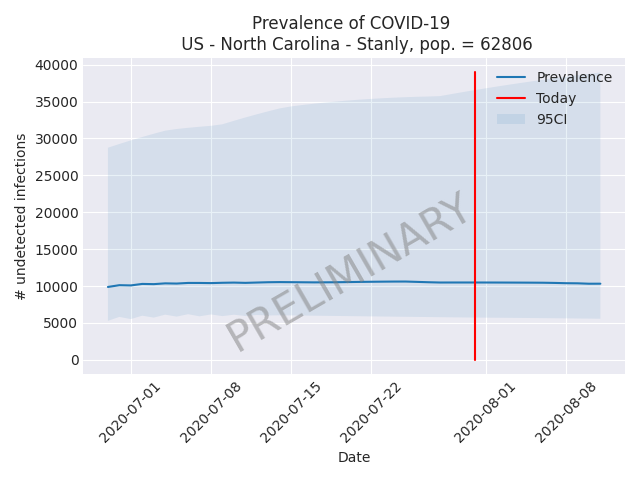 Prevalence of COVID-19
US - North Carolina - Stanly, pop. = 62806
40000
35000
30000
25000
20000
15000
10000
5000
0
# undetected infections
Prevalence
Today
95CI
PRELIMINARY
2020-07-01
2020-07-08
2020-07-15
2020-07-22
2020-08-01
2020-08-08
Date